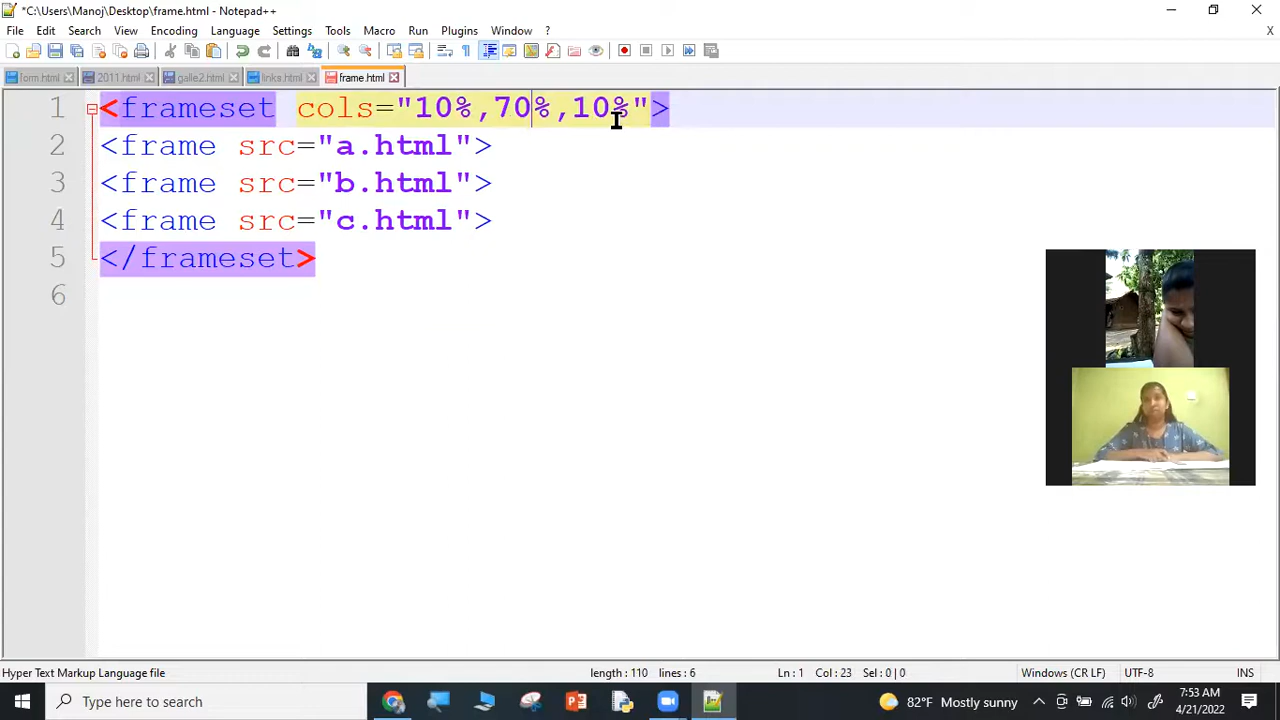 *C:\Users\Manoj\Desktop\frame.html - Notepad++
File Edit Search View Encoding Language Settings Tools Macro Run Plugins Window ?
X
form.html 2011 html galle2.html links.html frame.html
1 <frameset cols="10%,70%,10%">
2 <frame src="a.html">
3 <frame src="b.html">
4 <frame src="c.html">
5 </frameset>
6
Hyper Text Markup Language file length : 110 lines : 6 Ln : 1 Col : 23 Sel : 0 | 0 Windows (CR LF) UTF-8 INS
Type here to search 82°F Mostly sunny 7:53 AM
4/21/2022